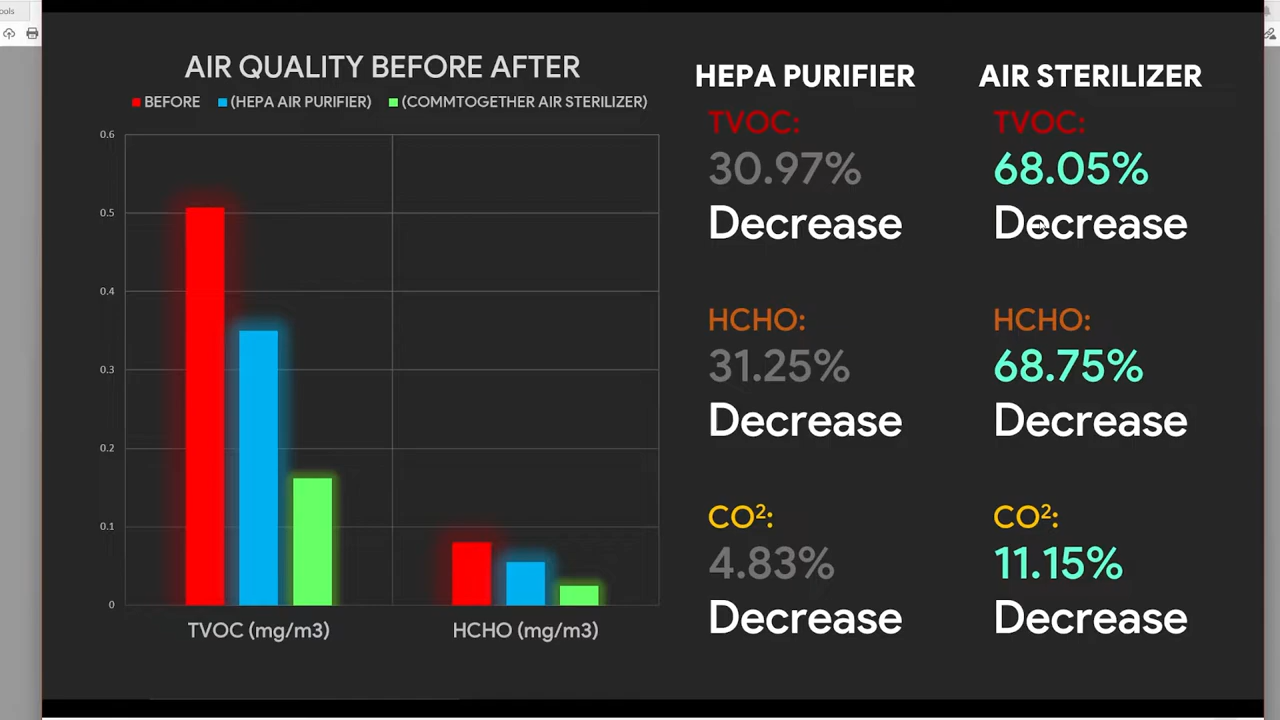 ools
AIR QUALITY BEFORE AFTER
BEFORE (HEPA AIR PURIFIER) (COMMTOGETHER AIR STERILIZER)
0.6
0.5
0.4
0.3
0.2
0.1
0
TVOC (mg/m3) HCHO (mg/m3)
HEPA PURIFIER
TVOC:
30.97%
Decrease
HCHO:
31.25%
Decrease
CO²:
4.83%
Decrease
AIR STERILIZER
TVOC:
68.05%
Decrease
HCHO:
68.75%
Decrease
CO²:
11.15%
Decrease